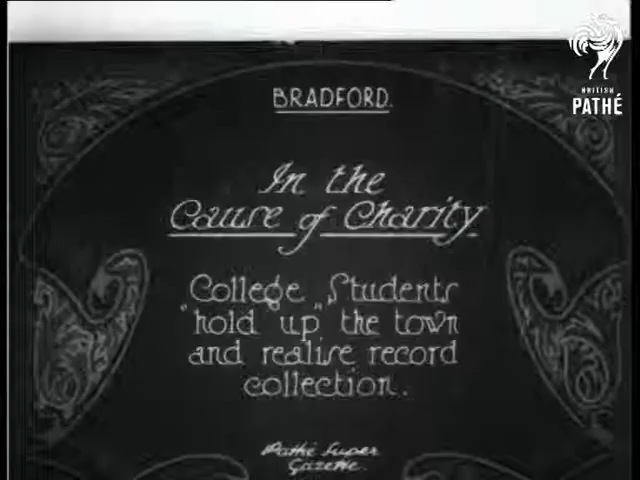 BRITISH
PATHÉ
BRADFORD.
In the
Cause of Charity
College Students
"hold up" the town
and realise record
collection.
Pathé Super
Gazette.